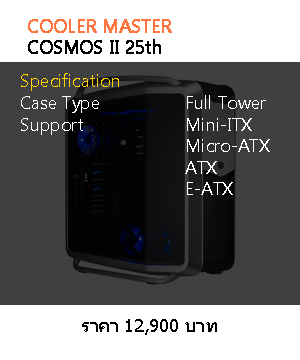 COOLER MASTER
COSMOS II 25th
Specification
Case Type Full Tower
Support Mini-ITX
Micro-ATX
ATX
E-ATX
ราคา 12,900 บาท